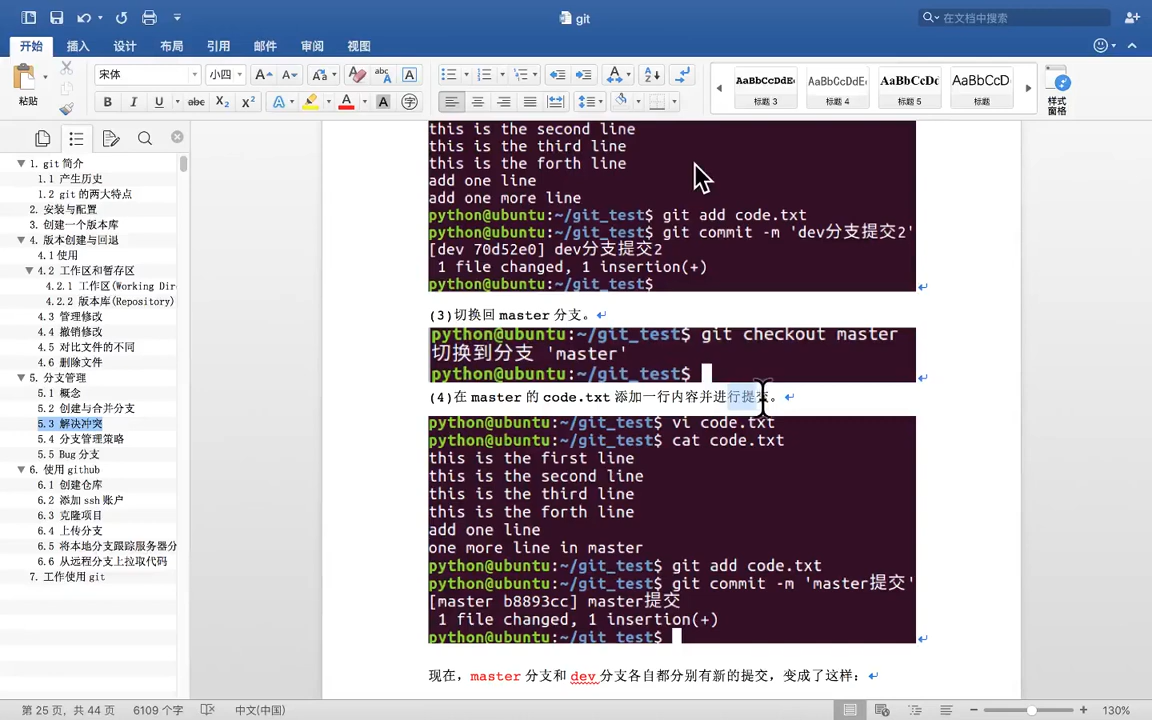 git
在文档中搜索
开始 插入 设计 布局 引用 邮件 审阅 视图
粘贴
宋体 小四
AaBbCcDdEe AaBbCcDdEe AaBbCcDc AaBbCcD
标题 3 标题 4 标题 5 标题
样式
窗格
1. git 简介
1.1 产生历史
1.2 git 的两大特点
2. 安装与配置
3. 创建一个版本库
4. 版本创建与回退
4.1 使用
4.2 工作区和暂存区
4.2.1 工作区(Working Dir
4.2.2 版本库(Repository)
4.3 管理修改
4.4 撤销修改
4.5 对比文件的不同
4.6 删除文件
5. 分支管理
5.1 概念
5.2 创建与合并分支
5.3 解决冲突
5.4 分支管理策略
5.5 Bug 分支
6. 使用 github
6.1 创建仓库
6.2 添加 ssh 账户
6.3 克隆项目
6.4 上传分支
6.5 将本地分支跟踪服务器分
6.6 从远程分支上拉取代码
7. 工作使用 git
this is the second line
this is the third line
this is the forth line
add one line
add one more line
python@ubuntu:~/git_test$ git add code.txt
python@ubuntu:~/git_test$ git commit -m 'dev分支提交2'
[dev 70d52e0] dev分支提交2
1 file changed, 1 insertion(+)
python@ubuntu:~/git_test$
(3)切换回 master 分支。
python@ubuntu:~/git_test$ git checkout master
切换到分支 'master'
python@ubuntu:~/git_test$
(4)在 master 的 code.txt 添加一行内容并进行提交。
python@ubuntu:~/git_test$ vi code.txt
python@ubuntu:~/git_test$ cat code.txt
this is the first line
this is the second line
this is the third line
this is the forth line
add one line
one more line in master
python@ubuntu:~/git_test$ git add code.txt
python@ubuntu:~/git_test$ git commit -m 'master提交'
[master b8893cc] master提交
1 file changed, 1 insertion(+)
python@ubuntu:~/git_test$
现在，master 分支和 dev 分支各自都分别有新的提交，变成了这样：
第 25 页，共 44 页 6109 个字 中文(中国) 130%